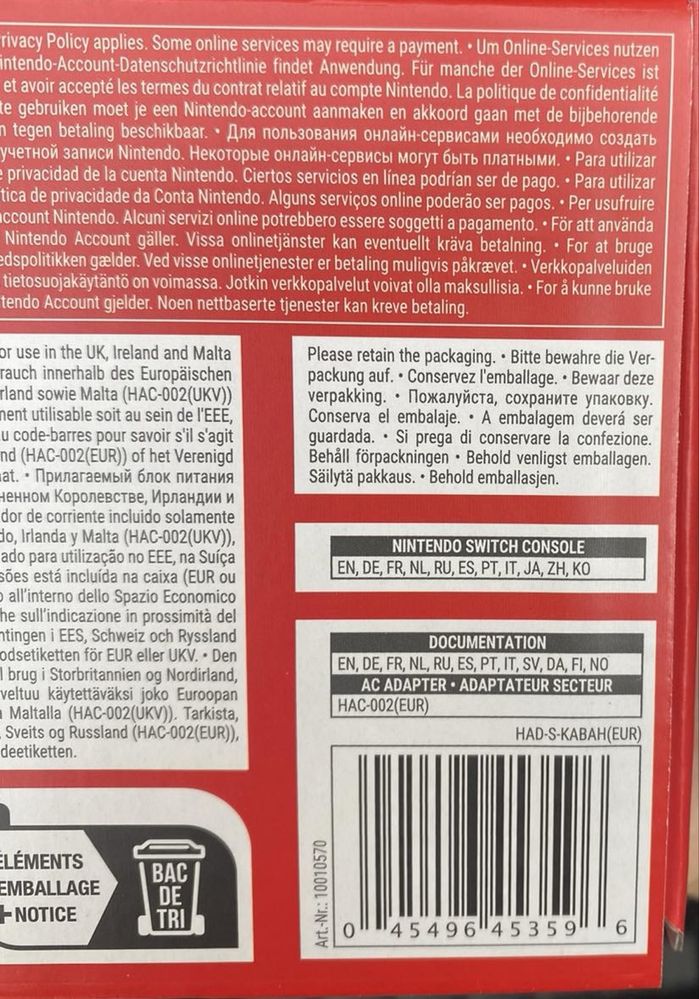 rivacy Policy applies. Some online services may require a payment. • Um Online-Services nutzen
intendo-Account-Datenschutzrichtlinie findet Anwendung. Für manche der Online-Services ist
et avoir accepté les termes du contrat relatif au compte Nintendo. La politique de confidentialité
te gebruiken moet je een Nintendo-account aanmaken en akkoord gaan met de bijbehorende
n tegen betaling beschikbaar. • Для пользования онлайн-сервисами необходимо создать
учетной записи Nintendo. Некоторые онлайн-сервисы могут быть платными. • Para utilizar
e privacidad de la cuenta Nintendo. Ciertos servicios en línea podrían ser de pago. • Para utilizar
ítica de privacidade da Conta Nintendo. Alguns serviços online poderão ser pagos. • Per usufruire
account Nintendo. Alcuni servizi online potrebbero essere soggetti a pagamento. • För att använda
Nintendo Account gäller. Vissa onlinetjänster kan eventuellt kräva betalning. • For at bruge
edspolitikken gælder. Ved visse onlinetjenester er betaling muligvis påkrævet. • Verkkopalveluiden
tietosuojakäytäntö on voimassa. Jotkin verkkopalvelut voivat olla maksullisia. • For å kunne bruke
tendo Account gjelder. Noen nettbaserte tjenester kan kreve betaling.
or use in the UK, Ireland and Malta
rauch innerhalb des Europäischen
rland sowie Malta (HAC-002(UKV))
ment utilisable soit au sein de l'EEE,
u code-barres pour savoir s'il s'agit
nd (HAC-002(EUR)) of het Verenigd
at. • Прилагаемый блок питания
ненном Королевстве, Ирландии и
dor de corriente incluido solamente
do, Irlanda y Malta (HAC-002(UKV)),
ado para utilização no EEE, na Suíça
sões está incluída na caixa (EUR ou
o all'interno dello Spazio Economico
he sull'indicazione in prossimità del
ntingen i EES, Schweiz och Ryssland
odsetiketten för EUR eller UKV. • Den
l brug i Storbritannien og Nordirland,
veltuu käytettäväksi joko Euroopan
a Maltalla (HAC-002(UKV)). Tarkista,
, Sveits og Russland (HAC-002(EUR)),
deetiketten.
Please retain the packaging. • Bitte bewahre die Ver-
packung auf. • Conservez l'emballage. • Bewaar deze
verpakking. • Пожалуйста, сохраните упаковку.
Conserva el embalaje. • A embalagem deverá ser
guardada. • Si prega di conservare la confezione.
Behåll förpackningen • Behold venligst emballagen.
Säilytä pakkaus. • Behold emballasjen.
NINTENDO SWITCH CONSOLE
EN, DE, FR, NL, RU, ES, PT, IT, JA, ZH, KO
DOCUMENTATION
EN, DE, FR, NL, RU, ES, PT, IT, SV, DA, FI, NO
AC ADAPTER • ADAPTATEUR SECTEUR
HAC-002(EUR)
HAD-S-KABAH(EUR)
Art.-Nr.: 10010570
0 45496 45359 6
ÉLÉMENTS
EMBALLAGE
+ NOTICE
BAC
DE
TRI